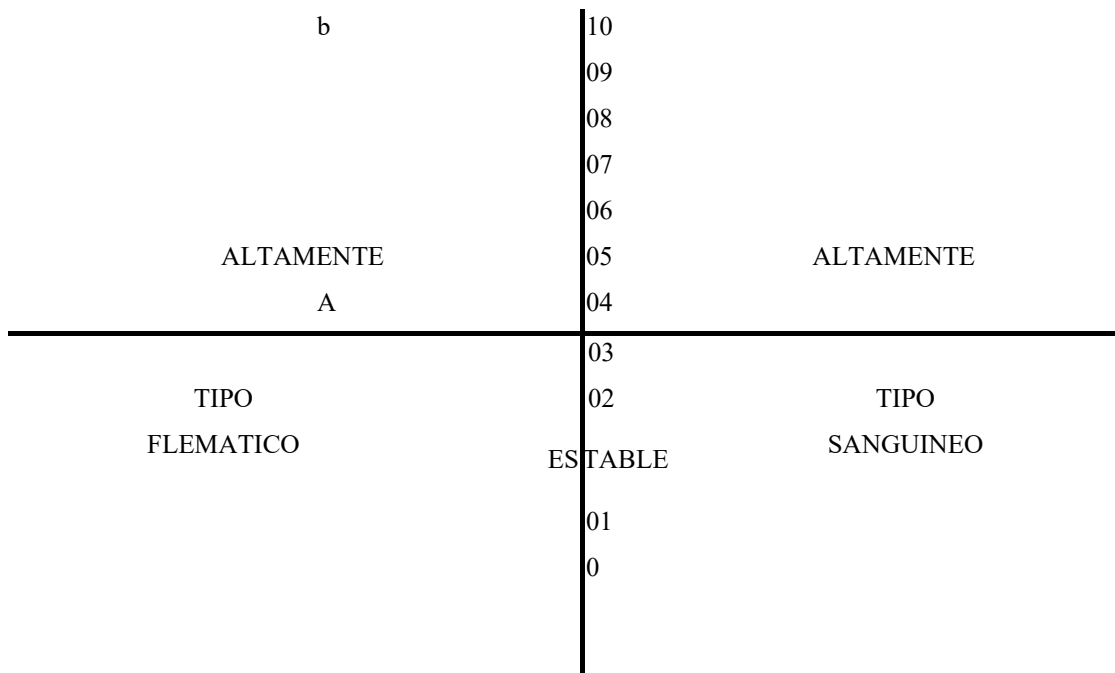 b 10
09
08
07
06
ALTAMENTE 05 ALTAMENTE
A 04
03
TIPO 02 TIPO
FLEMATICO SANGUINEO
ESTABLE
01
0